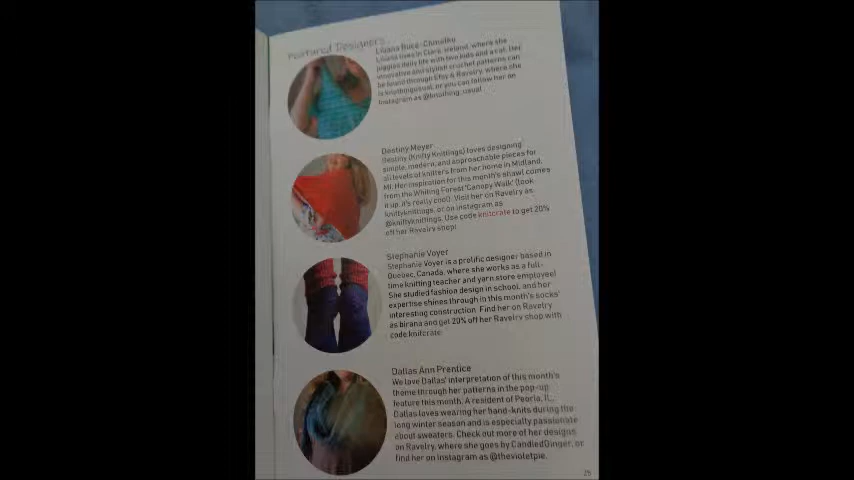 Featured Designers
Liliana lives in Clare, Ireland, where she
juggles daily life with two kids and a cat. Her
innovative and stylish crochet patterns can
be found through Etsy & Ravelry, where she
or you can follow her on
Instagram as
Destiny Meyer
Destiny (Knifty Knittings) loves designing
simple, modern, and approachable pieces for
all levels of knitters from her home in Midland,
MI. Her inspiration for this month's shawl comes
from the Whiting Forest 'Canopy Walk' (look
it up, it's really cool). Visit her on Ravelry as
kniftyknittings, or on instagram as
@kniftyknittings. Use code knitcrate to get 20%
off her Ravelry shop!
Stephanie Voyer
Stephanie Voyer is a prolific designer based in
Quebec, Canada, where she works as a full-
time knitting teacher and yarn store employee!
She studied fashion design in school, and her
expertise shines through in this month's socks'
interesting construction. Find her on Ravelry
as birana and get 20% off her Ravelry shop with
code knitcrate.
Dallas Ann Prentice
We love Dallas' interpretation of this month's
theme through her patterns in the pop-up
feature this month. A resident of Peoria, IL,
Dallas loves wearing her hand-knits during the
long winter season and is especially passionate
about sweaters. Check out more of her designs
on Ravelry, where she goes by CandiedGinger, or
find her on instagram as @thevioletpie.